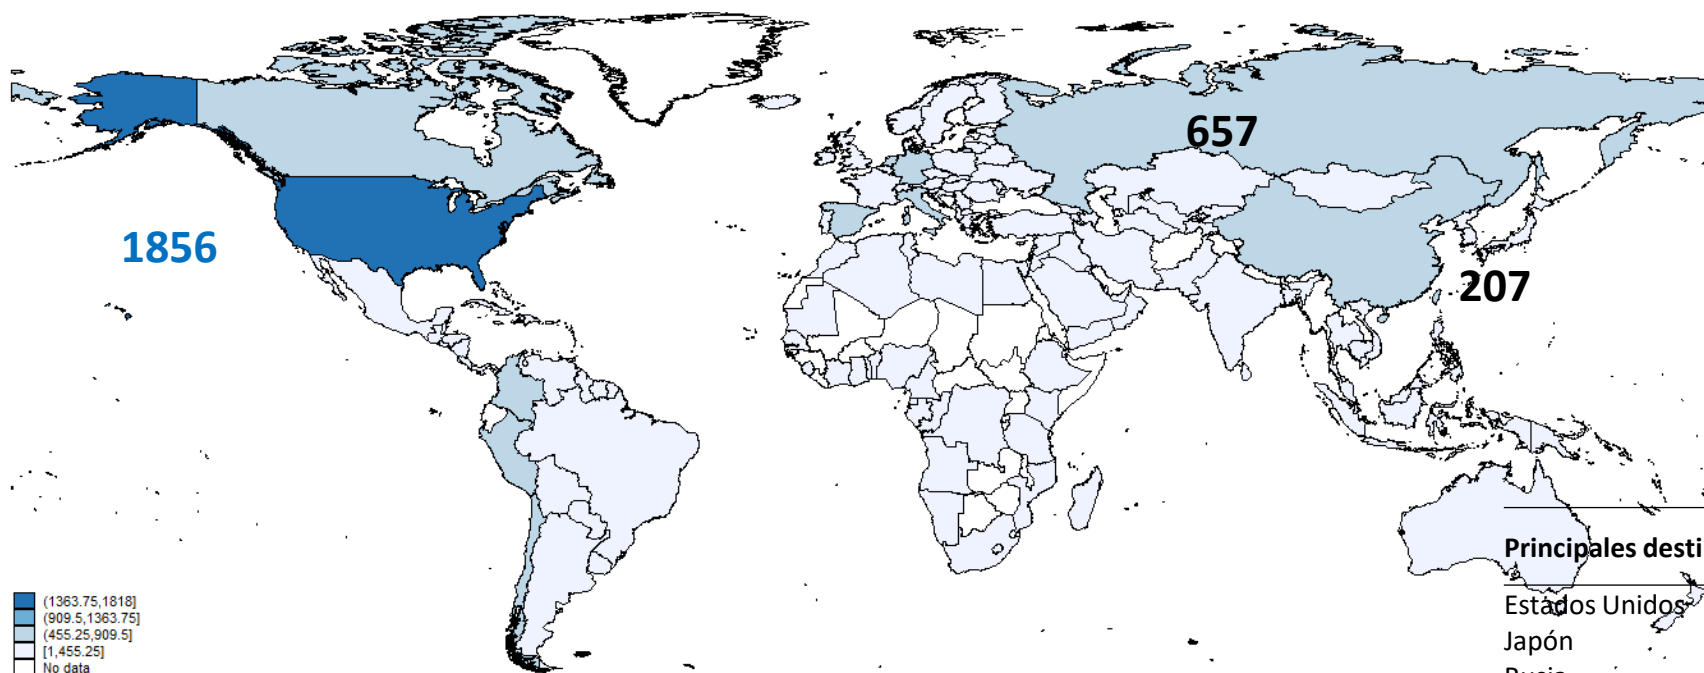 657
1856
207
Principales desti
Estados Unidos
Japón
Rusia
(1363.75,1818]
(909.5,1363.75]
(455.25,909.5]
[1,455.25]
No data